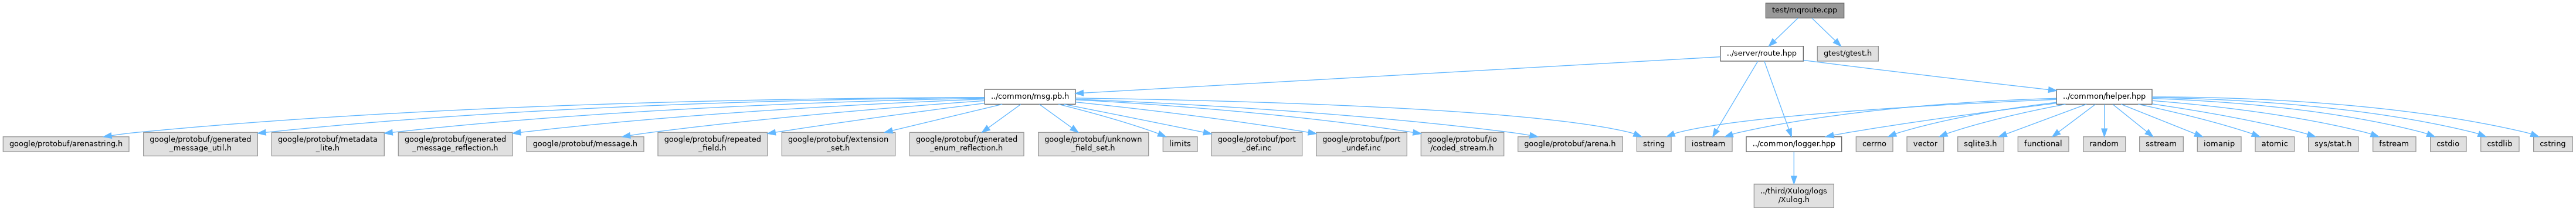 test/mqroute.cpp
../server/route.hpp
gtest/gtest.h
../common/msg.pb.h
../common/helper.hpp
google/protobuf/arenastring.h
google/protobuf/generated
_message_util.h
google/protobuf/metadata
_lite.h
google/protobuf/generated
_message_reflection.h
google/protobuf/message.h
google/protobuf/repeated
_field.h
google/protobuf/extension
_set.h
google/protobuf/generated
_enum_reflection.h
google/protobuf/unknown
_field_set.h
limits
google/protobuf/port
_def.inc
google/protobuf/port
_undef.inc
google/protobuf/io
/coded_stream.h
google/protobuf/arena.h
string
iostream
../common/logger.hpp
cerrno
vector
sqlite3.h
functional
random
sstream
iomanip
atomic
sys/stat.h
fstream
cstdio
cstdlib
cstring
../third/Xulog/logs
/Xulog.h